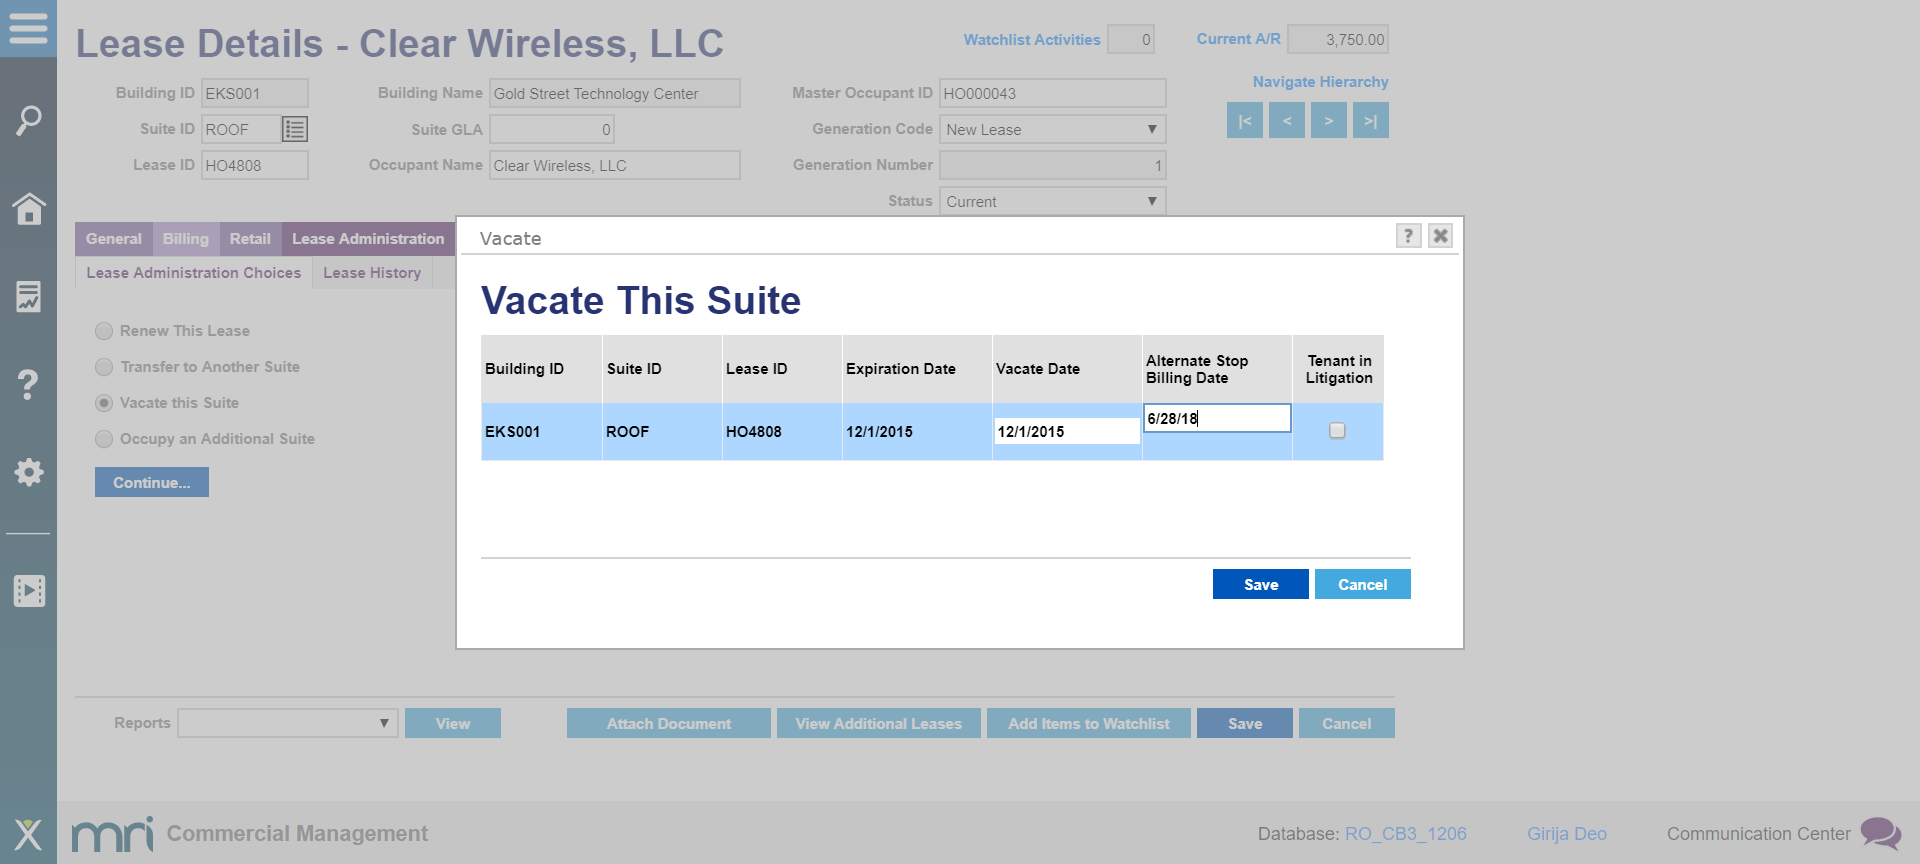 Lease Details - Clear Wireless, LLC
Watchlist Activities 0 Current A/R 3,750.00
Navigate Hierarchy
Building ID EKS001 Building Name Gold Street Technology Center Master Occupant ID HO000043
|< < > >|
Suite ID ROOF Suite GLA 0 Generation Code New Lease
Lease ID HO4808 Occupant Name Clear Wireless, LLC Generation Number 1
Status Current
General Billing Retail Lease Administration
Lease Administration Choices Lease History
Renew This Lease
Transfer to Another Suite
Vacate this Suite
Occupy an Additional Suite
Continue...
Vacate ?
Vacate This Suite
Building ID Suite ID Lease ID Expiration Date Vacate Date Alternate Stop Billing Date Tenant in Litigation
EKS001 ROOF HO4808 12/1/2015 12/1/2015 6/28/18
Save Cancel
Reports View Attach Document View Additional Leases Add Items to Watchlist Save Cancel
mri Commercial Management Database: RO_CB3_1206 Girija Deo Communication Center